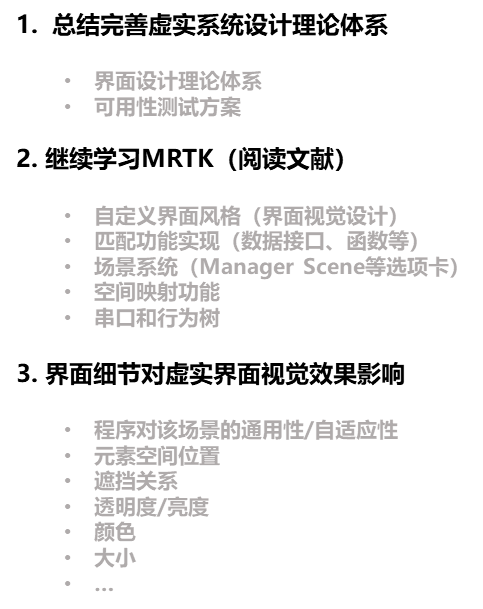 1. 总结完善虚实系统设计理论体系
• 界面设计理论体系
• 可用性测试方案
2. 继续学习MRTK（阅读文献）
• 自定义界面风格（界面视觉设计）
• 匹配功能实现（数据接口、函数等）
• 场景系统（Manager Scene等选项卡）
• 空间映射功能
• 串口和行为树
3. 界面细节对虚实界面视觉效果影响
• 程序对该场景的通用性/自适应性
• 元素空间位置
• 遮挡关系
• 透明度/亮度
• 颜色
• 大小
• ...